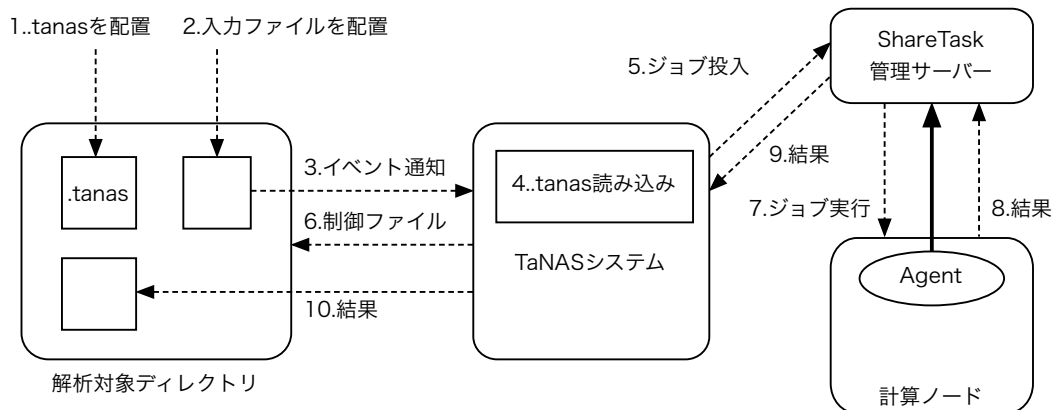 1..tanasを配置
2.入力ファイルを配置
.tanas
3.イベント通知
6.制御ファイル
10.結果
解析対象ディレクトリ
4..tanas読み込み
TaNASシステム
5.ジョブ投入
9.結果
ShareTask
管理サーバー
7.ジョブ実行
8.結果
Agent
計算ノード